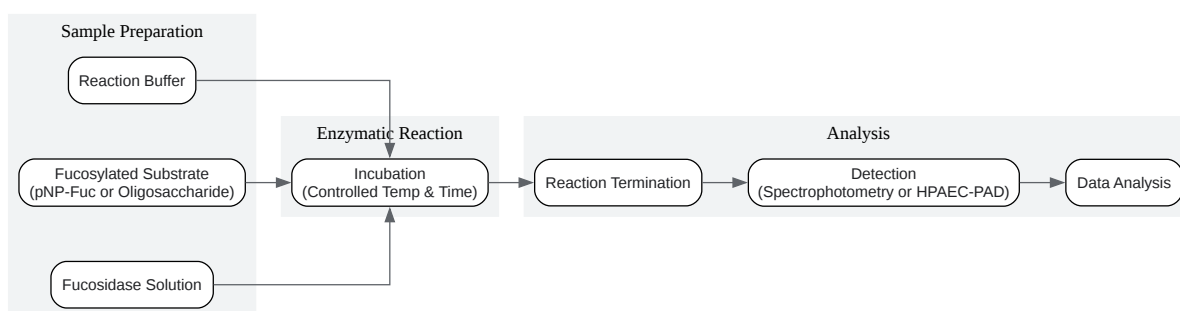 Sample Preparation
Reaction Buffer
Fucosylated Substrate
(pNP-Fuc or Oligosaccharide)
Fucosidase Solution
Enzymatic Reaction
Incubation
(Controlled Temp & Time)
Analysis
Reaction Termination
Detection
(Spectrophotometry or HPAEC-PAD)
Data Analysis